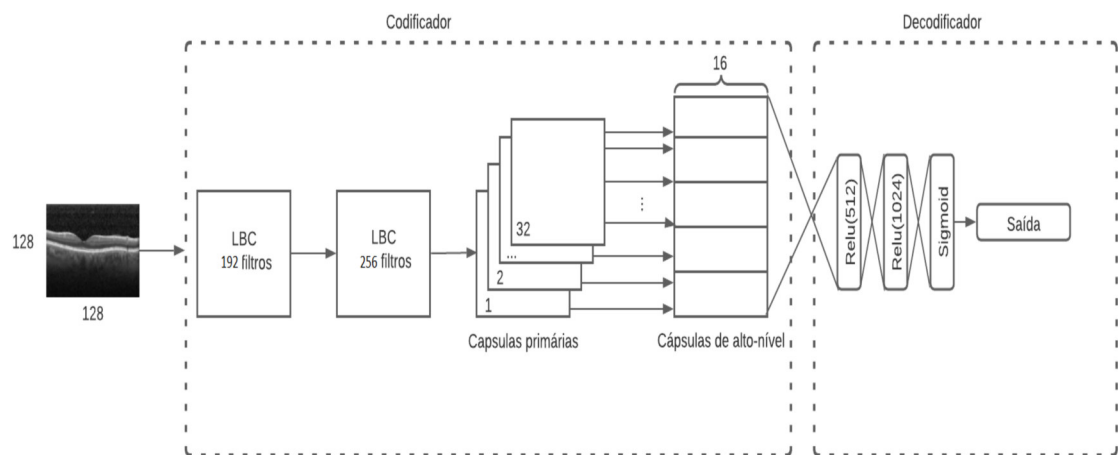 Codificador
Decodificador
16
128
128
LBC
192 filtros
LBC
256 filtros
32
...
2
1
Capsulas primárias
...
Cápsulas de alto-nível
Relu(512)
Relu(1024)
Sigmoid
Saída